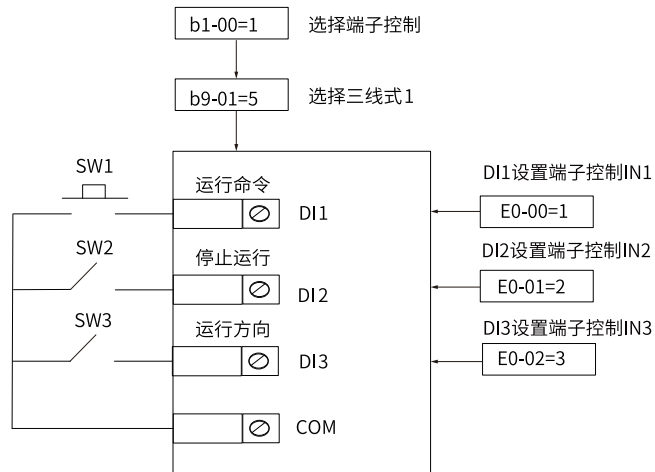 b1-00=1 选择端子控制
b9-01=5 选择三线式1
SW1
运行命令
DI1
DI1设置端子控制IN1
E0-00=1
SW2
停止运行
DI2
DI2设置端子控制IN2
E0-01=2
SW3
运行方向
DI3
DI3设置端子控制IN3
E0-02=3
COM